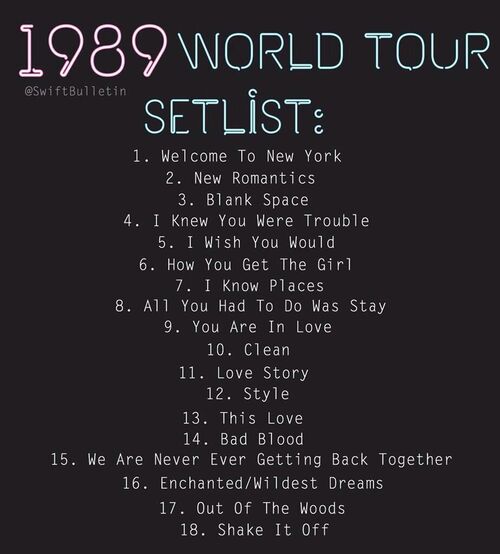 1989 WORLD TOUR
@SwiftBulletin
SETLIST:
1. Welcome To New York
2. New Romantics
3. Blank Space
4. I Knew You Were Trouble
5. I Wish You Would
6. How You Get The Girl
7. I Know Places
8. All You Had To Do Was Stay
9. You Are In Love
10. Clean
11. Love Story
12. Style
13. This Love
14. Bad Blood
15. We Are Never Ever Getting Back Together
16. Enchanted/Wildest Dreams
17. Out Of The Woods
18. Shake It Off